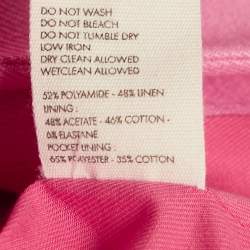 DO NOT WASH
DO NOT BLEACH
DO NOT TUMBLE DRY
LOW IRON
DRY CLEAN ALLOWED
WETCLEAN ALLOWED
52% POLYAMIDE - 48% LINEN
LINING :
48% ACETATE - 46% COTTON -
6% ELASTANE
POCKET LINING :
65% POLYESTER - 35% COTTON